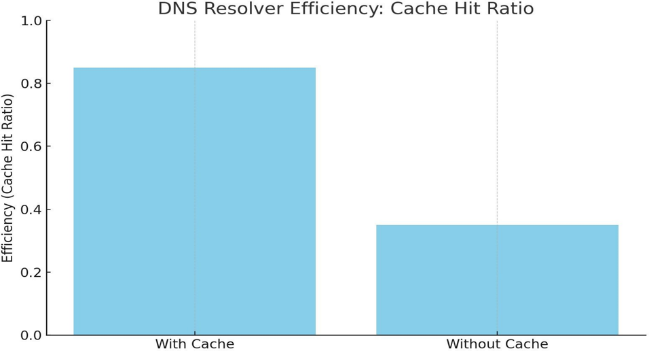 DNS Resolver Efficiency: Cache Hit Ratio
Efficiency (Cache Hit Ratio)
1.0
0.8
0.6
0.4
0.2
0.0
With Cache
Without Cache